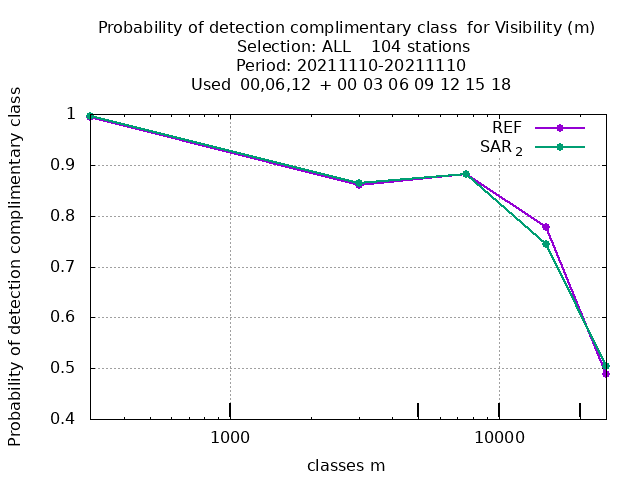 Probability of detection complimentary class  for Visibility (m)
Selection: ALL    104 stations
Period: 20211110-20211110
Used  00,06,12  + 00 03 06 09 12 15 18
Probability of detection complimentary class
1
0.9
0.8
0.7
0.6
0.5
0.4
REF
SAR 2
1000
10000
classes m